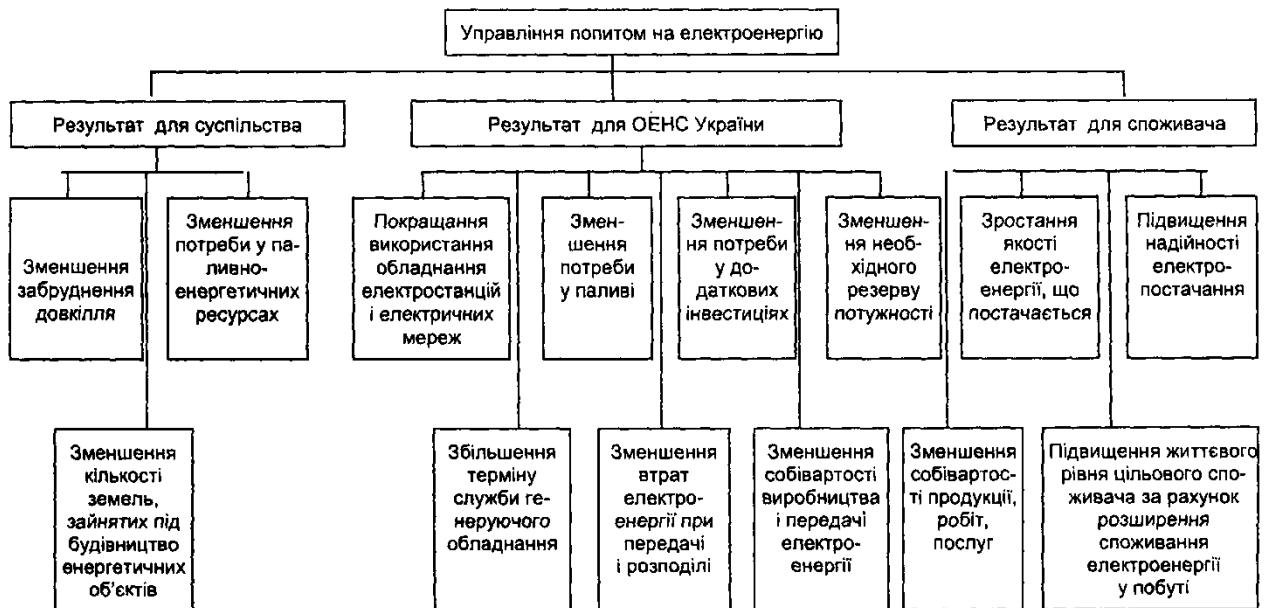 Управління попитом на електроенергію
Результат для суспільства
Результат для ОЕНС України
Результат для споживача
Зменшення
забруднення
довкілля
Зменшення
потреби у па-
ливно-
енергетичних
ресурсах
Покращання
використання
обладнання
електростанцій
і електричних
мереж
Змен-
шення
потреби
у паливі
Зменшен-
ня потреби
у до-
даткових
інвестиціях
Зменшен-
ня необ-
хідного
резерву
потужності
Зростання
якості
електро-
енергії, що
постачається
Підвищення
надійності
електро-
постачання
Зменшення
кількості
земель,
зайнятих під
будівництво
енергетичних
об'єктів
Збільшення
терміну
служби ге-
неруючого
обладнання
Зменшення
втрат
електро-
енергії при
передачі
і розподілі
Зменшення
собівартості
виробництва
і передачі
електро-
енергії
Зменшення
собівартос-
ті продукції,
робіт,
послуг
Підвищення життєвого
рівня цільового спо-
живача за рахунок
розширення
споживання
електроенергії
у побуті